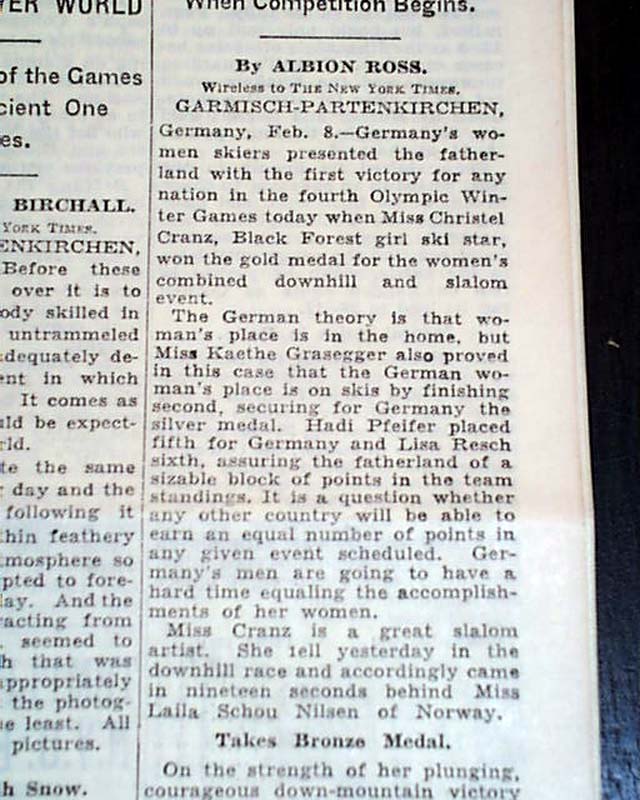 YER WORLD
of the Games
cient One
es.
BIRCHALL.
YORK TIMES.
ENKIRCHEN,
Before these
over it is to
ody skilled in
untrammeled
dequately de-
ent in which
It comes as
ld be expect-
rld.
te the same
day and the
following it
hin feathery
mosphere so
pted to fore-
lay. And the
acting from
seemed to
h that was
appropriately
the photog-
e least. All
pictures.
h Snow.
When Competition Begins.
By ALBION ROSS.
Wireless to THE NEW YORK TIMES.
GARMISCH-PARTENKIRCHEN,
Germany, Feb. 8.—Germany's wo-
men skiers presented the father-
land with the first victory for any
nation in the fourth Olympic Win-
ter Games today when Miss Christel
Cranz, Black Forest girl ski star,
won the gold medal for the women's
combined downhill and slalom
event.
The German theory is that wo-
man's place is in the home, but
Miss Kaethe Grasegger also proved
in this case that the German wo-
man's place is on skis by finishing
second, securing for Germany the
silver medal. Hadi Pfeifer placed
fifth for Germany and Lisa Resch
sixth, assuring the fatherland of a
sizable block of points in the team
standings. It is a question whether
any other country will be able to
earn an equal number of points in
any given event scheduled. Ger-
many's men are going to have a
hard time equaling the accomplish-
ments of her women.
Miss Cranz is a great slalom
artist. She fell yesterday in the
downhill race and accordingly came
in nineteen seconds behind Miss
Laila Schou Nilsen of Norway.
Takes Bronze Medal.
On the strength of her plunging,
courageous down-mountain victory